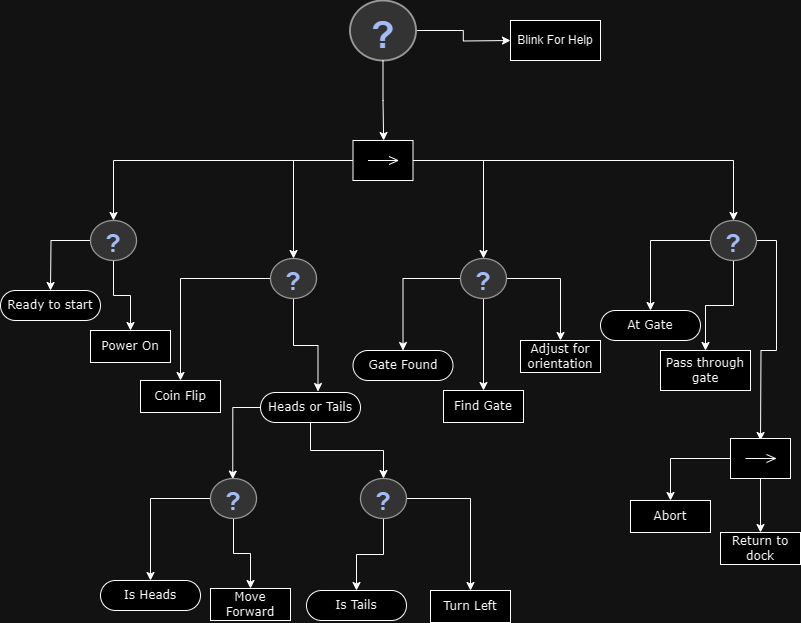 ?
Blink For Help
?
?
?
?
Ready to start
Power On
Coin Flip
Heads or Tails
Gate Found
Find Gate
Adjust for
orientation
At Gate
Pass through
gate
?
?
Abort
Return to
dock
Is Heads
Move
Forward
Is Tails
Turn Left